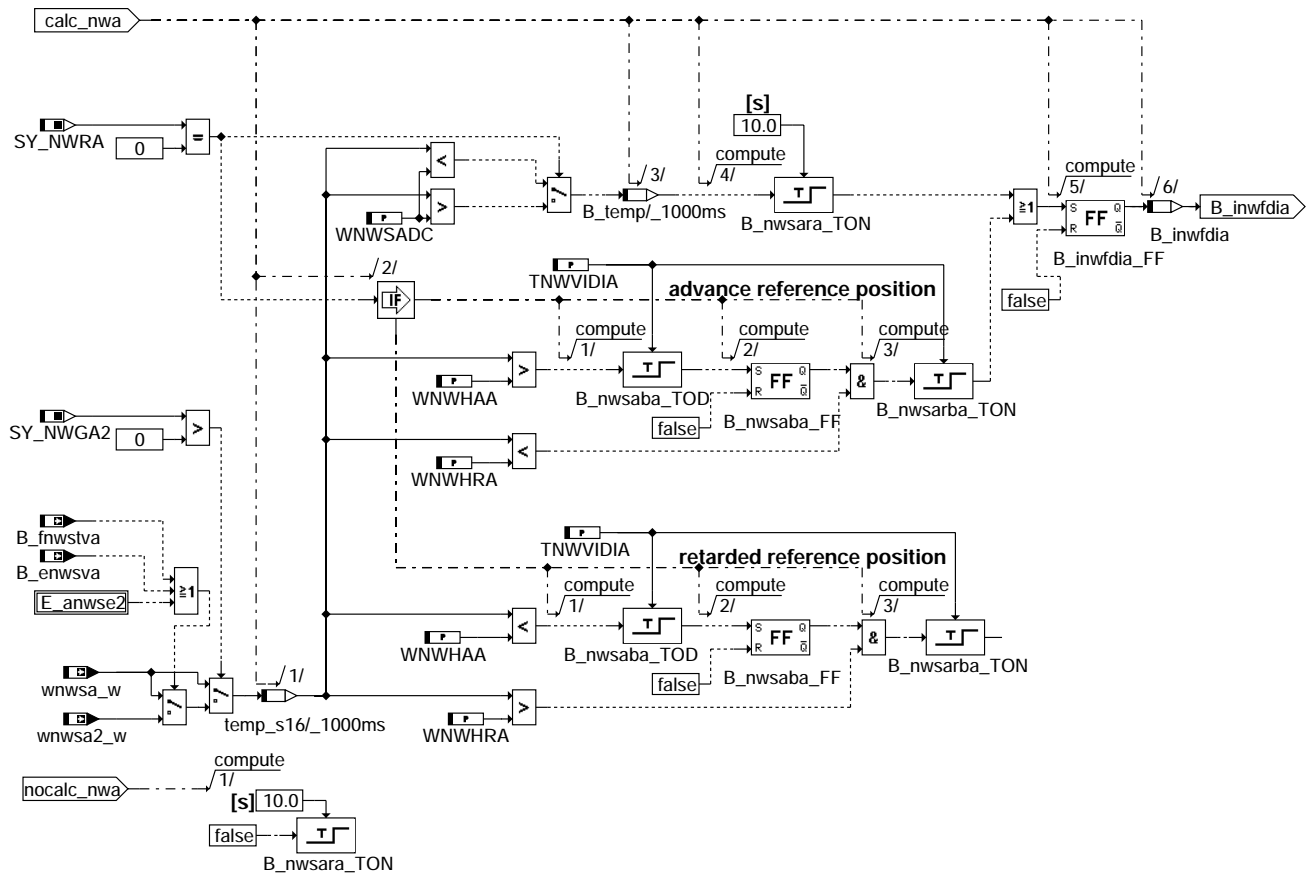 calc_nwa
[s]
10.0
SY_NWRA
0
=
compute
4/
3/
compute
5/
6/
<
>
WNWSADC
B_temp/_1000ms
T
B_nwsara_TON
≥1
S Q
FF
R Q
B_inwfdia_FF
B_inwfdia
B_inwfdia
false
2/
IF
P
TNWVIDIA
advance reference position
compute
1/
compute
2/
compute
3/
>
P
WNWHAA
T
B_nwsaba_TOD
S Q
FF
R Q
B_nwsaba_FF
false
&
T
B_nwsarba_TON
SY_NWGA2
0
>
<
P
WNWHRA
B_fnwstva
B_enwsva
E_anwse2
≥1
P
TNWVIDIA
retarded reference position
compute
1/
compute
2/
compute
3/
<
P
WNWHAA
T
B_nwsaba_TOD
S Q
FF
R Q
B_nwsaba_FF
false
&
T
B_nwsarba_TON
wnwsa_w
wnwsa2_w
1/
temp_s16/_1000ms
>
P
WNWHRA
nocalc_nwa
compute
1/
[s] 10.0
false
T
B_nwsara_TON